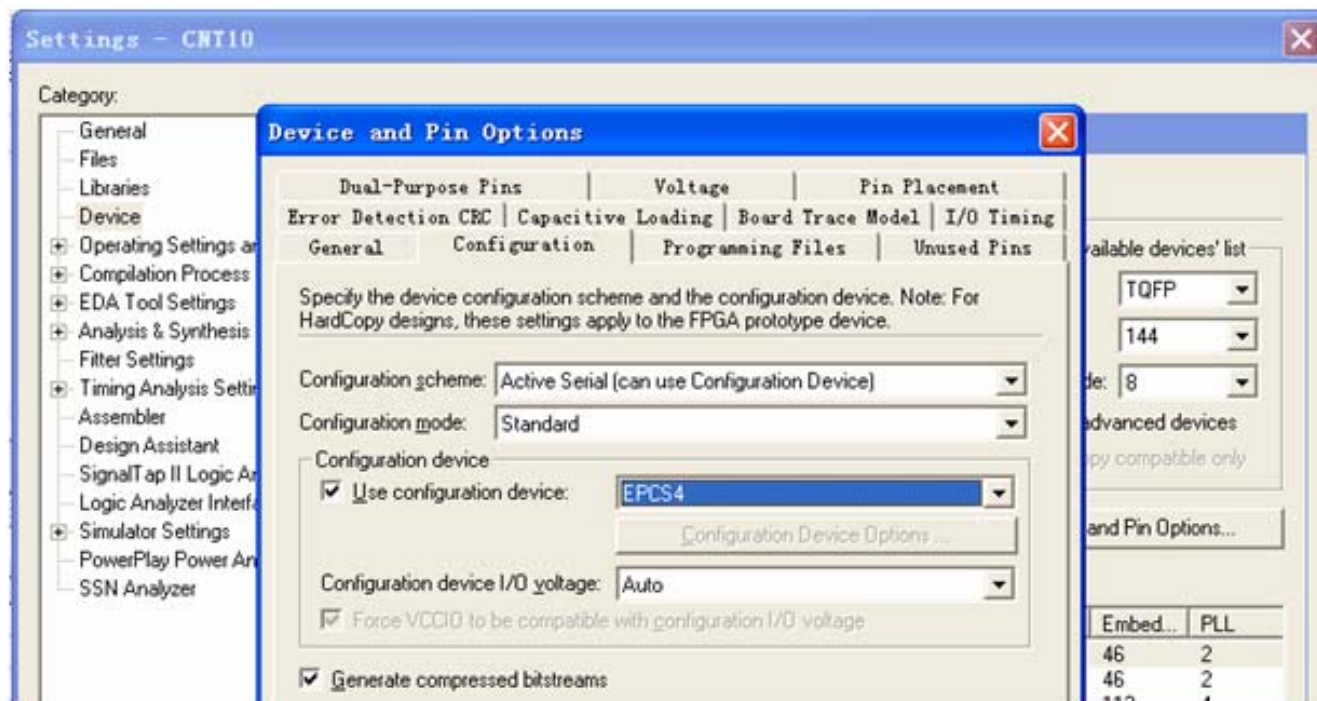 Settings - CNT10
Category:
General
Files
Libraries
Device
Operating Settings ar
Compilation Process
EDA Tool Settings
Analysis & Synthesis
Fitter Settings
Timing Analysis Settin
Assembler
Design Assistant
SignalTap II Logic An
Logic Analyzer Interfa
Simulator Settings
PowerPlay Power An
SSN Analyzer
Device and Pin Options
Dual-Purpose Pins Voltage Pin Placement
Error Detection CRC Capacitive Loading Board Trace Model I/O Timing
General Configuration Programming Files Unused Pins
Specify the device configuration scheme and the configuration device. Note: For
HardCopy designs, these settings apply to the FPGA prototype device.
Configuration scheme: Active Serial (can use Configuration Device)
Configuration mode: Standard
Configuration device
Use configuration device: EPCS4
Configuration Device Options ...
Configuration device I/O voltage: Auto
Force VCCIO to be compatible with configuration I/O voltage
Generate compressed bitstreams
vailable devices' list
TQFP
144
de: 8
advanced devices
opy compatible only
and Pin Options...
Embed... PLL
46 2
46 2